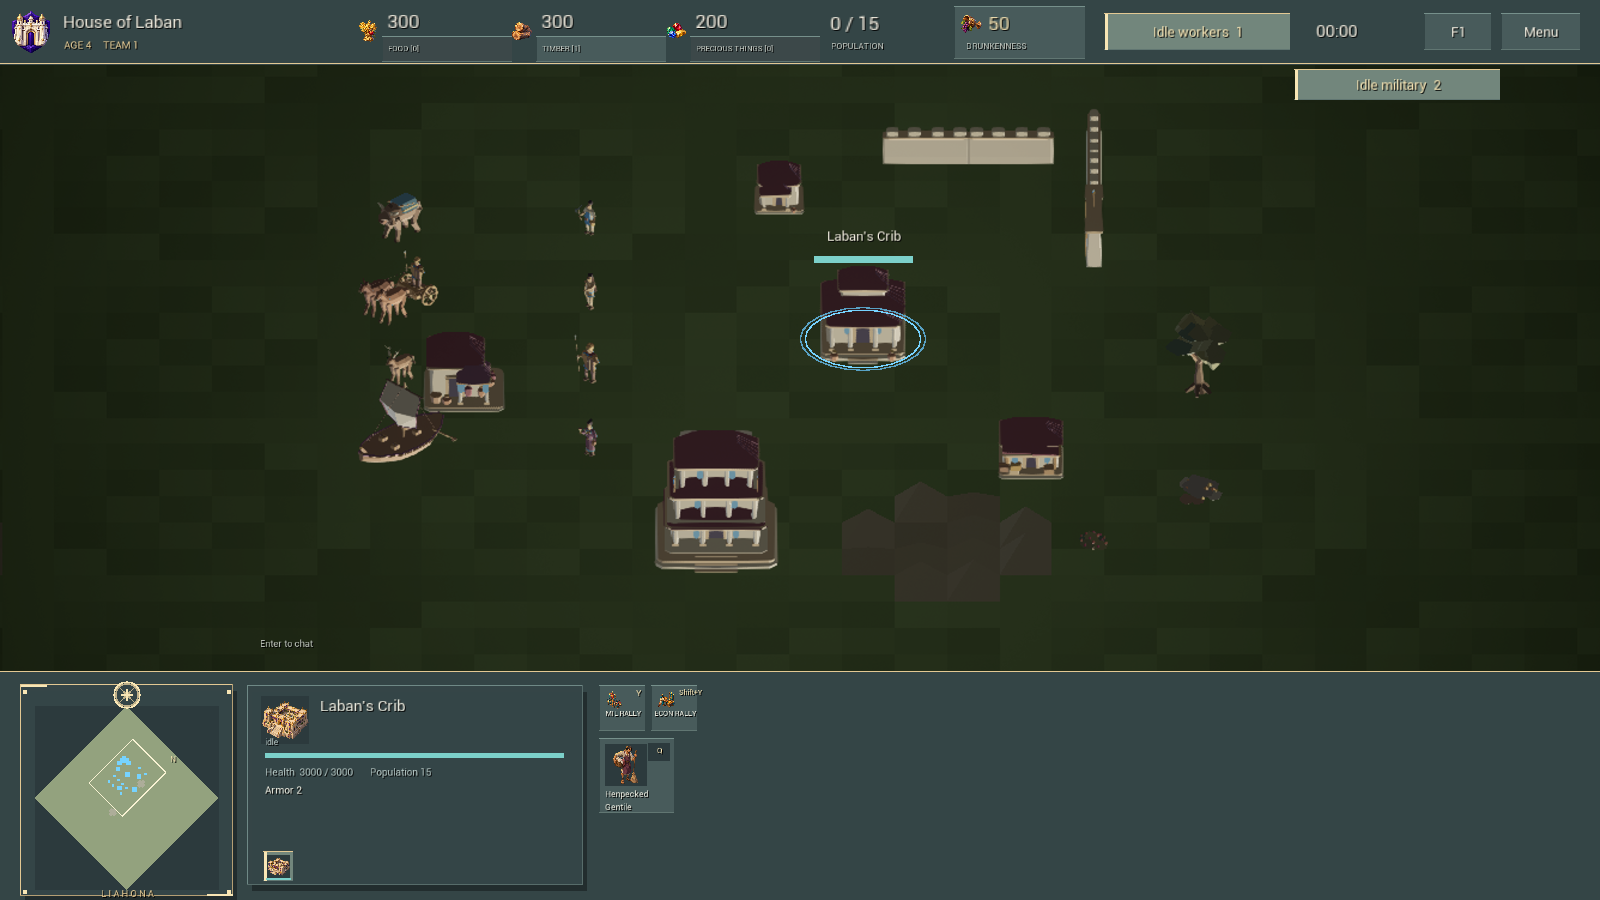 House of Laban
AGE 4 TEAM 1
300
FOOD [0]
300
TIMBER [1]
200
PRECIOUS THINGS [0]
0 / 15
POPULATION
50
DRUNKENNESS
Idle workers 1
00:00
F1
Menu
Idle military 2
Laban's Crib
Enter to chat
N
LIAHONA
Laban's Crib
idle
Health 3000 / 3000 Population 15
Armor 2
Y
MIL RALLY
Shift+Y
ECON RALLY
Q
Henpecked
Gentile